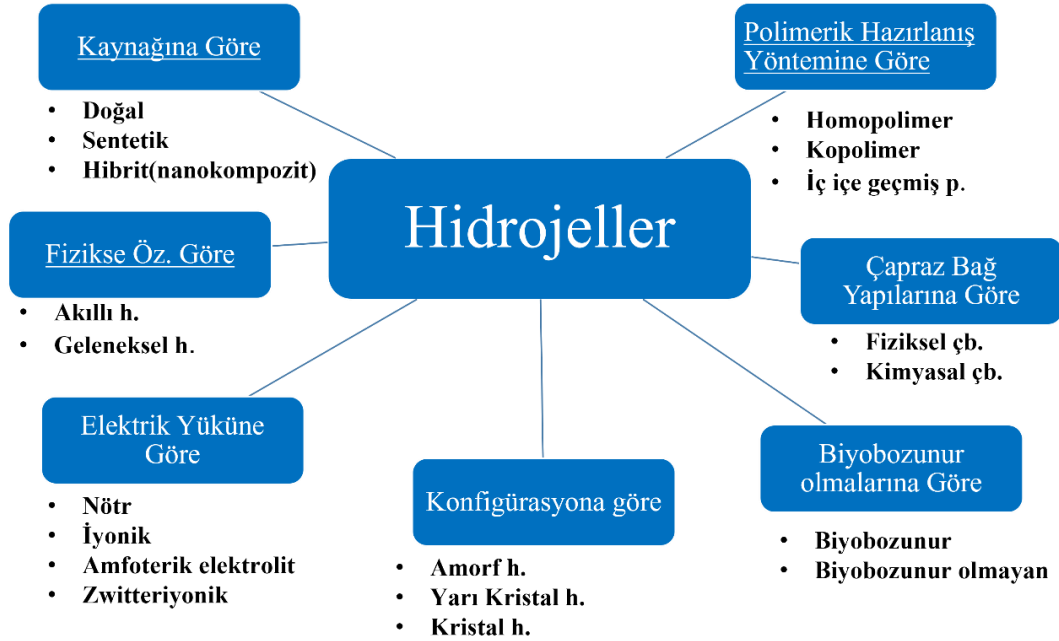 Kaynağına Göre
• Doğal
• Sentetik
• Hibrit(nanokompozit)
Polimerik Hazırlanış
Yöntemine Göre
• Homopolimer
• Kopolimer
• İç içe geçmiş p.
Hidrojeller
Fizikse Öz. Göre
• Akıllı h.
• Geleneksel h.
Çapraz Bağ
Yapılarına Göre
• Fiziksel çb.
• Kimyasal çb.
Elektrik Yüküne
Göre
• Nötr
• İyonik
• Amfoterik elektrolit
• Zwitteriyonik
Konfigürasyona göre
• Amorf h.
• Yarı Kristal h.
• Kristal h.
Biyobozunur
olmalarına Göre
• Biyobozunur
• Biyobozunur olmayan